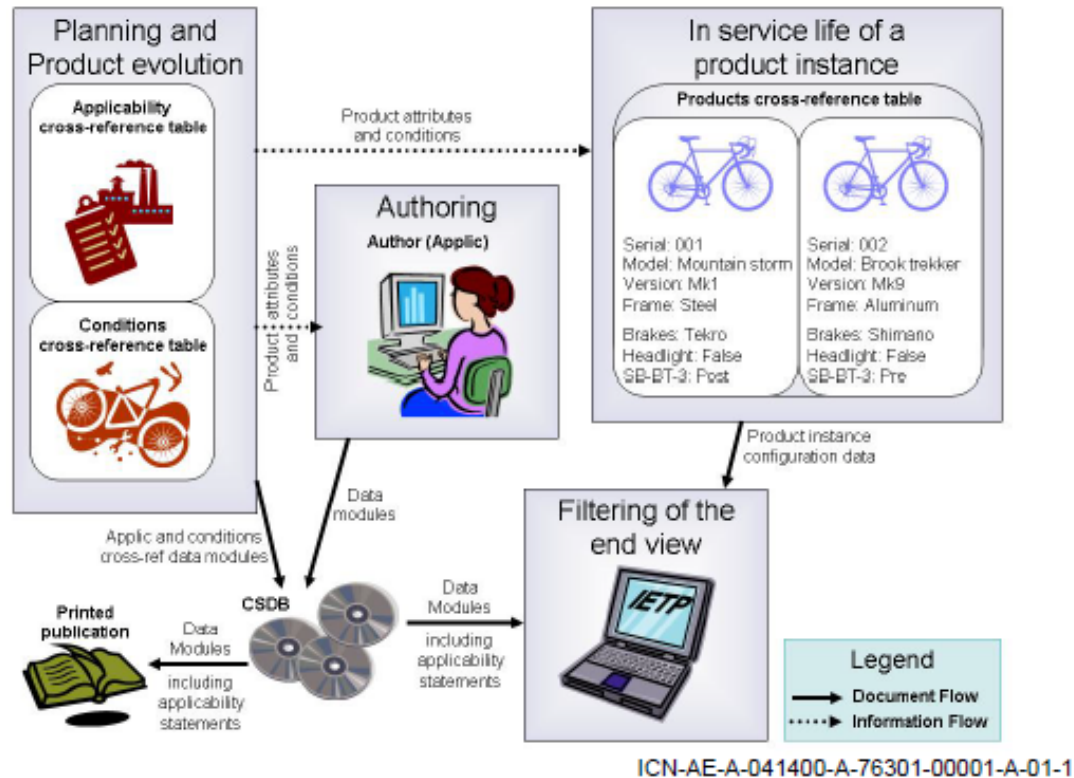 Planning and
Product evolution
Applicability
cross-reference table
Conditions
cross-reference table
Product attributes
and conditions
In service life of a
product instance
Products cross-reference table
Serial: 001
Model: Mountain storm
Version: Mk1
Frame: Steel
Brakes: Tekro
Headlight: False
SB-BT-3: Post
Serial: 002
Model: Brook trekker
Version: Mk9
Frame: Aluminum
Brakes: Shimano
Headlight: False
SB-BT-3: Pre
Product attributes
and conditions
Authoring
Author (Applic)
Product instance
configuration data
Data
modules
Applic and conditions
cross-ref data modules
Filtering of the
end view
IETP
CSDB
Data
Modules
including
applicability
statements
Printed
publication
Data
Modules
including
applicability
statements
Legend
Document Flow
Information Flow
ICN-AE-A-041400-A-76301-00001-A-01-1